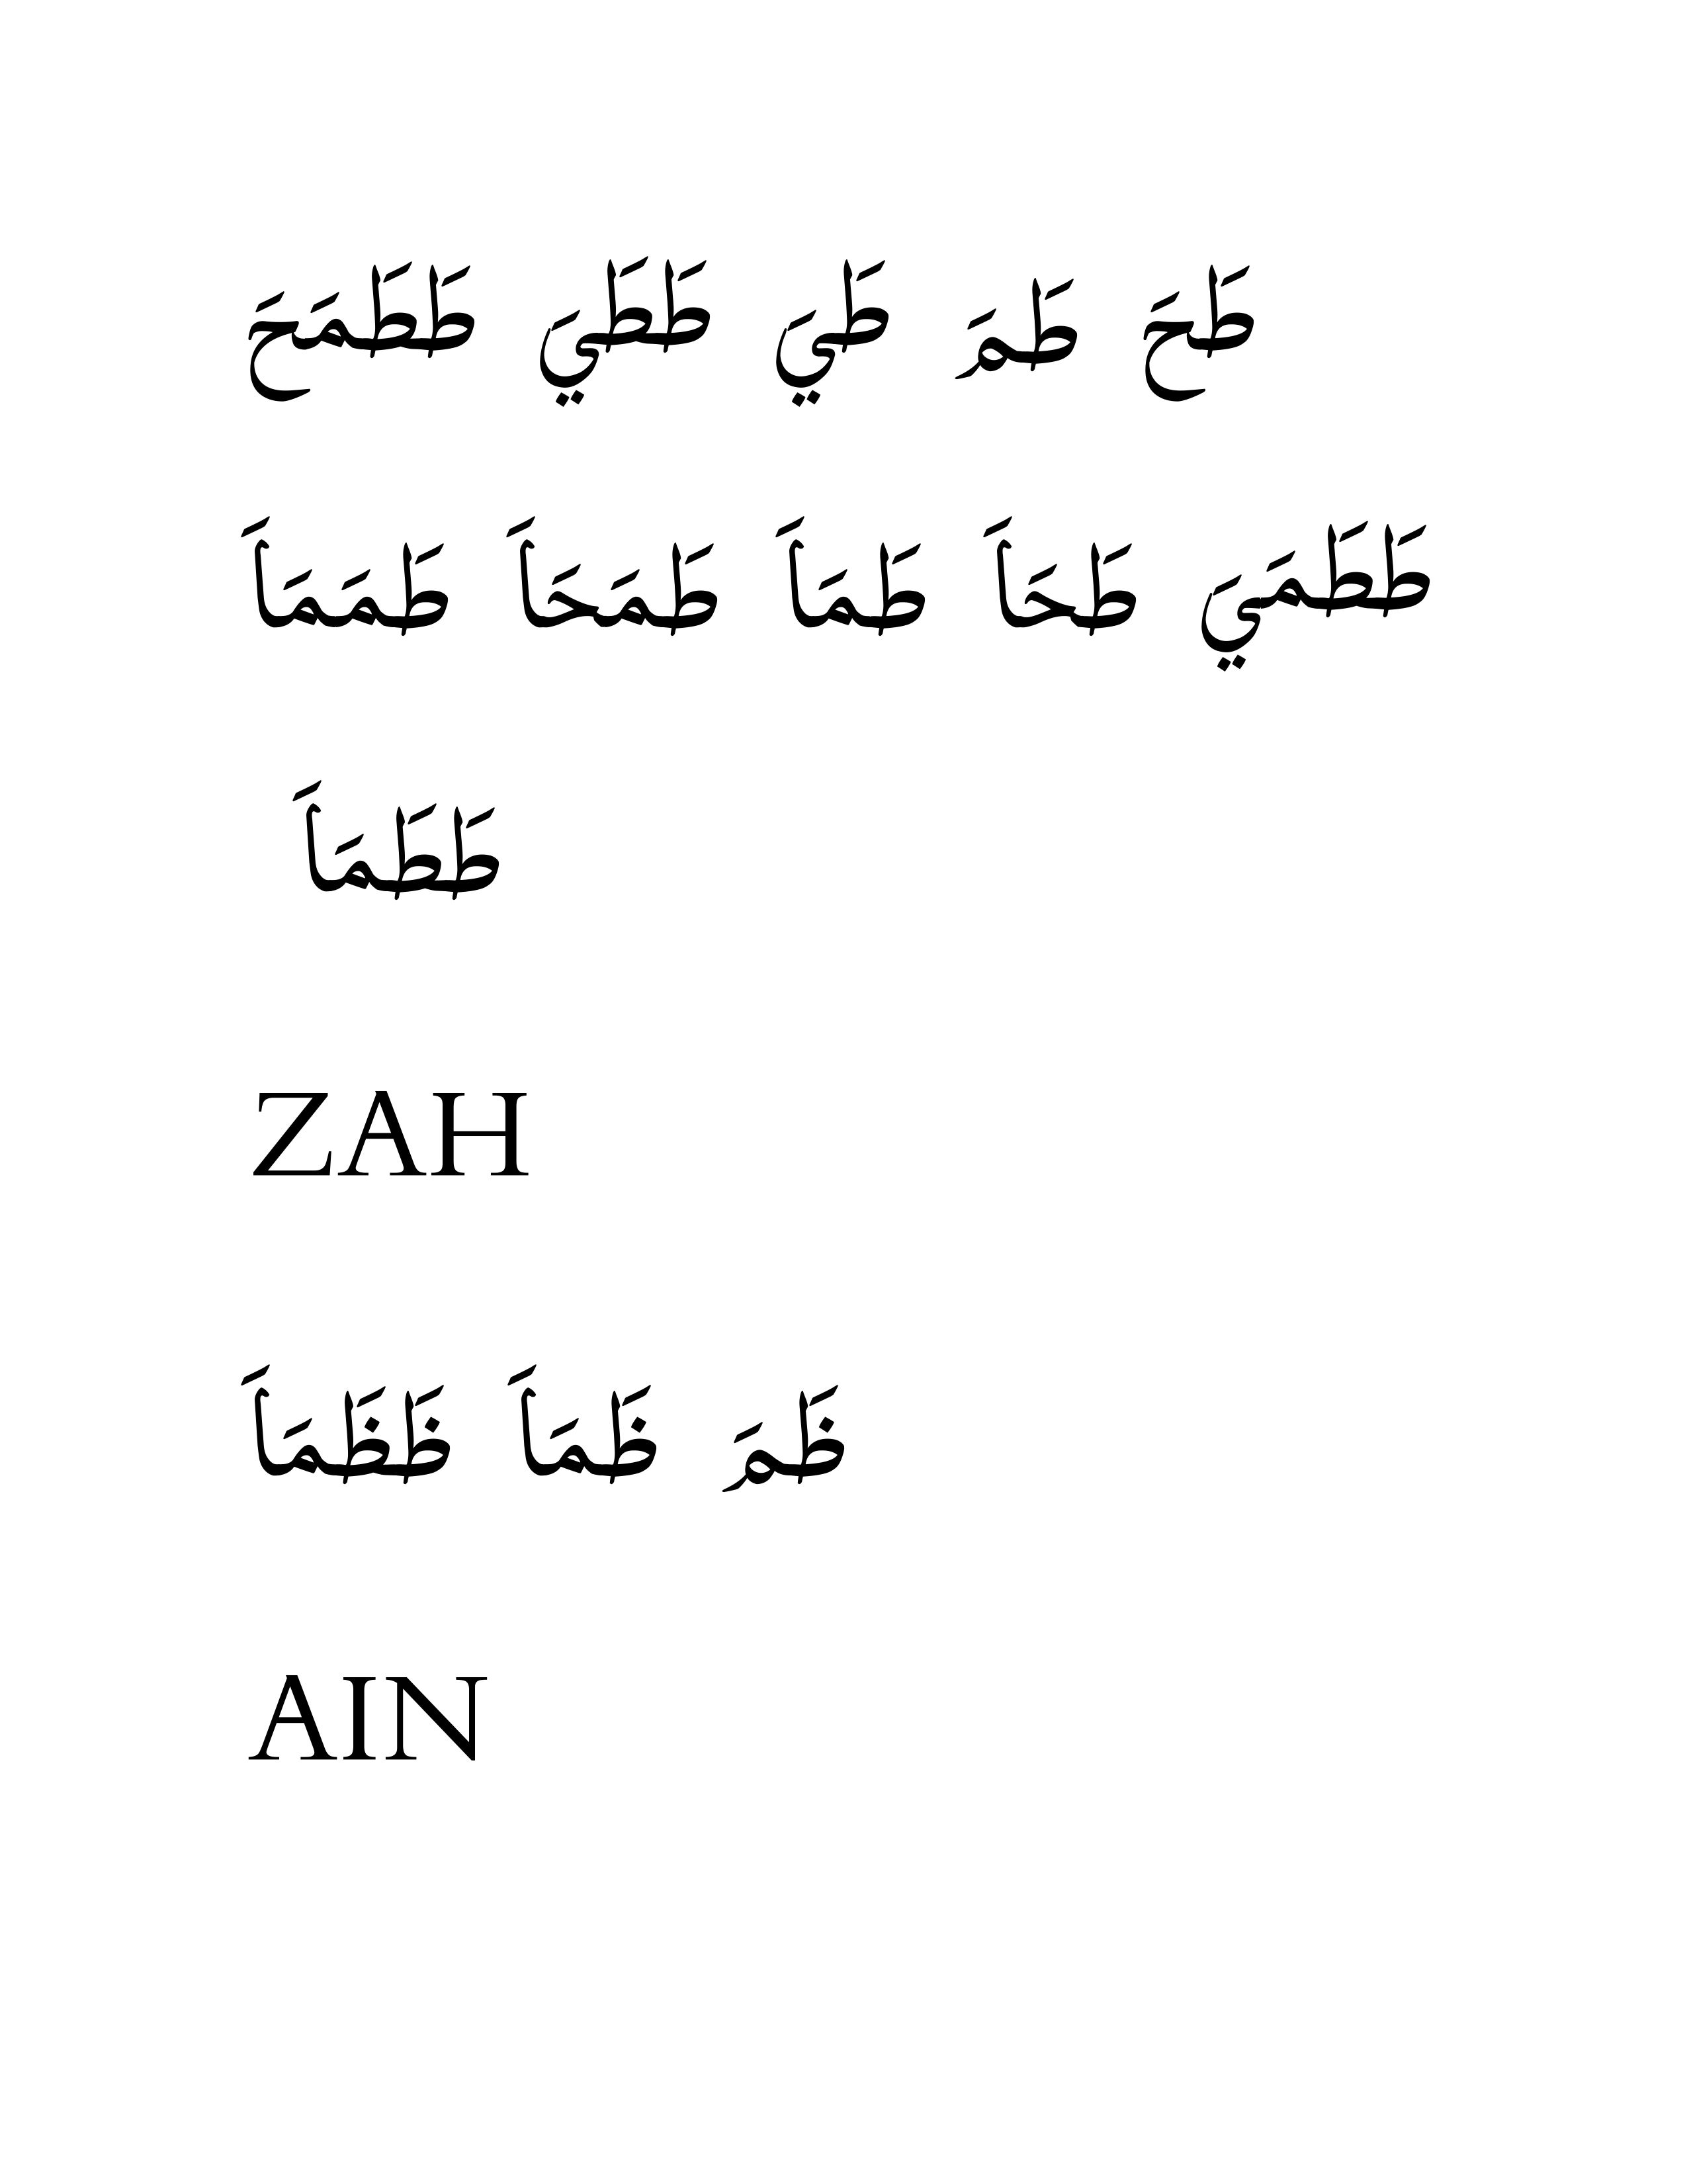 طَحَ طَمَ طَيَ طَطَيَ طَطَمَحَ
طَطَمَيَ طَحَاَ طَمَاَ طَمَحَاَ طَمَمَاَ
طَطَمَاَ
ZAH
ظَمَ ظَمَاَ ظَظَمَاَ
AIN